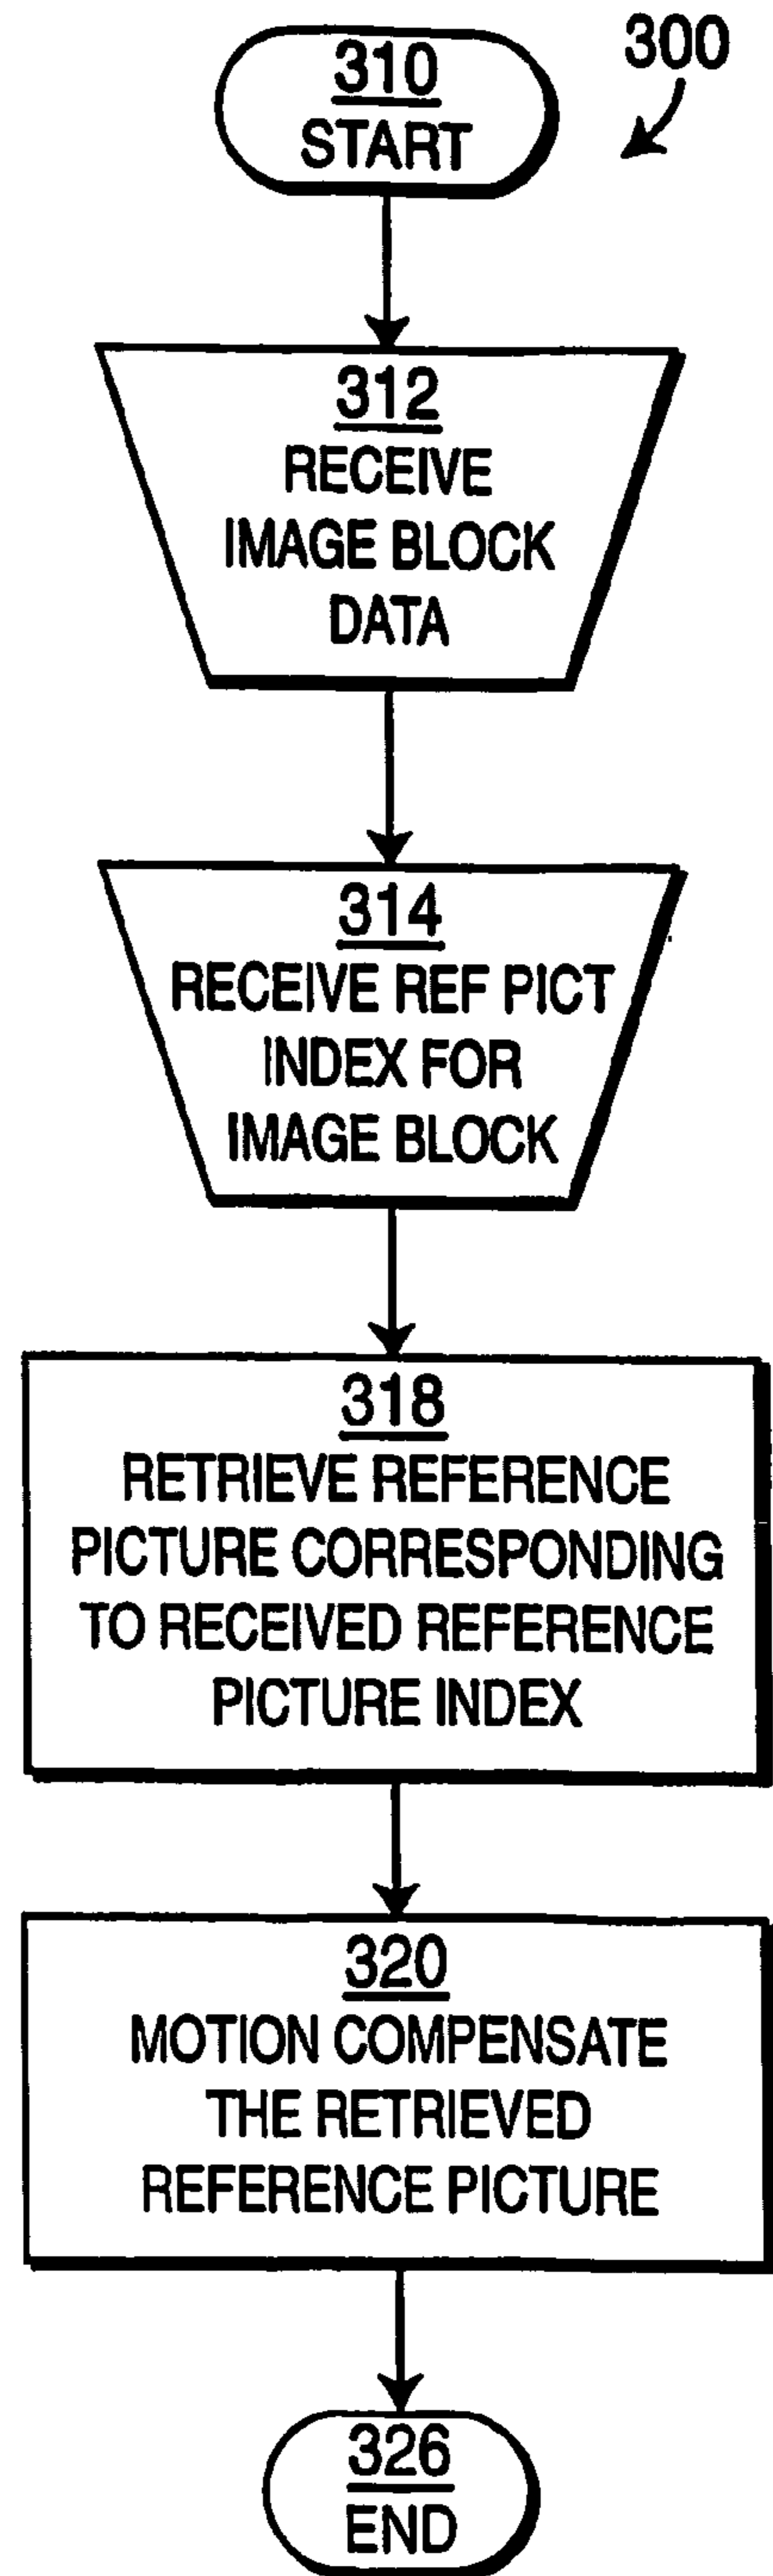 300
310
START
312
RECEIVE
IMAGE BLOCK
DATA
314
RECEIVE REF PICT
INDEX FOR
IMAGE BLOCK
318
RETRIEVE REFERENCE
PICTURE CORRESPONDING
TO RECEIVED REFERENCE
PICTURE INDEX
320
MOTION COMPENSATE
THE RETRIEVED
REFERENCE PICTURE
326
END